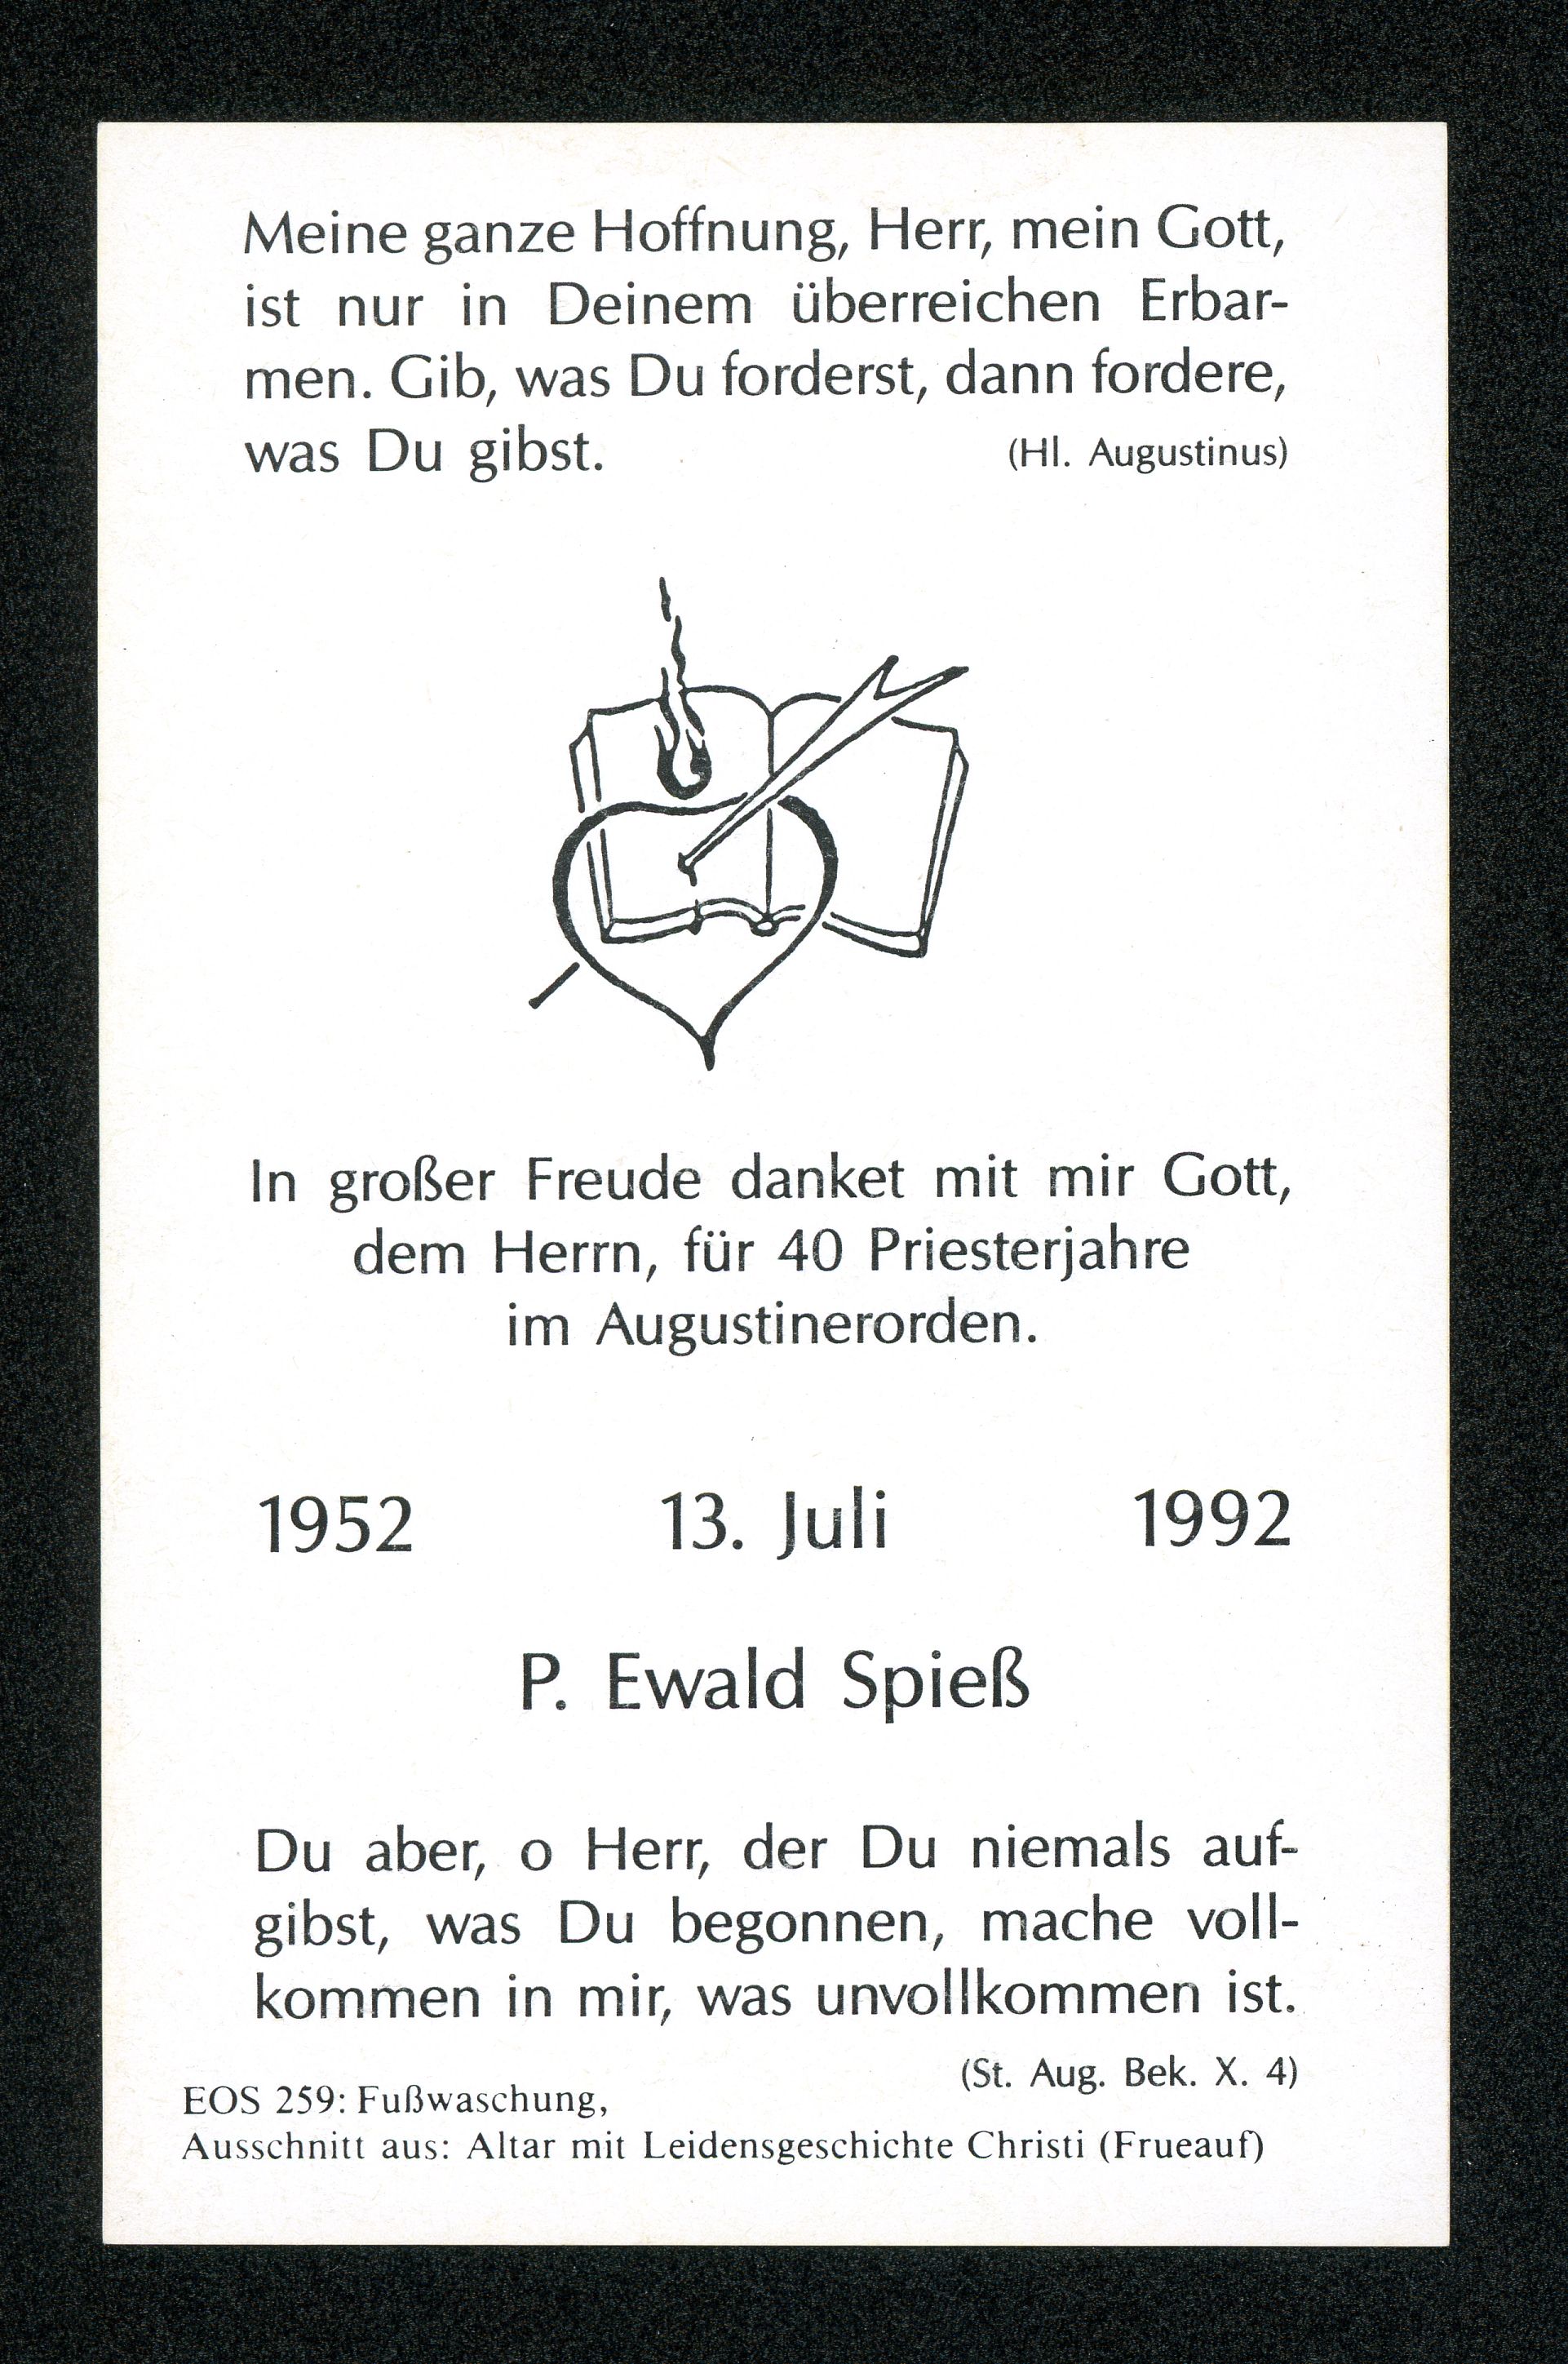 Meine ganze Hoffnung, Herr, mein Gott,
ist nur in Deinem überreichen Erbar-
men. Gib, was Du forderst, dann fordere,
was Du gibst. (Hl. Augustinus)
In großer Freude danket mit mir Gott,
dem Herrn, für 40 Priesterjahre
im Augustinerorden.
1952 13. Juli 1992
P. Ewald Spieß
Du aber, o Herr, der Du niemals auf-
gibst, was Du begonnen, mache voll-
kommen in mir, was unvollkommen ist.
(St. Aug. Bek. X. 4)
EOS 259: Fußwaschung,
Ausschnitt aus: Altar mit Leidensgeschichte Christi (Frueauf)